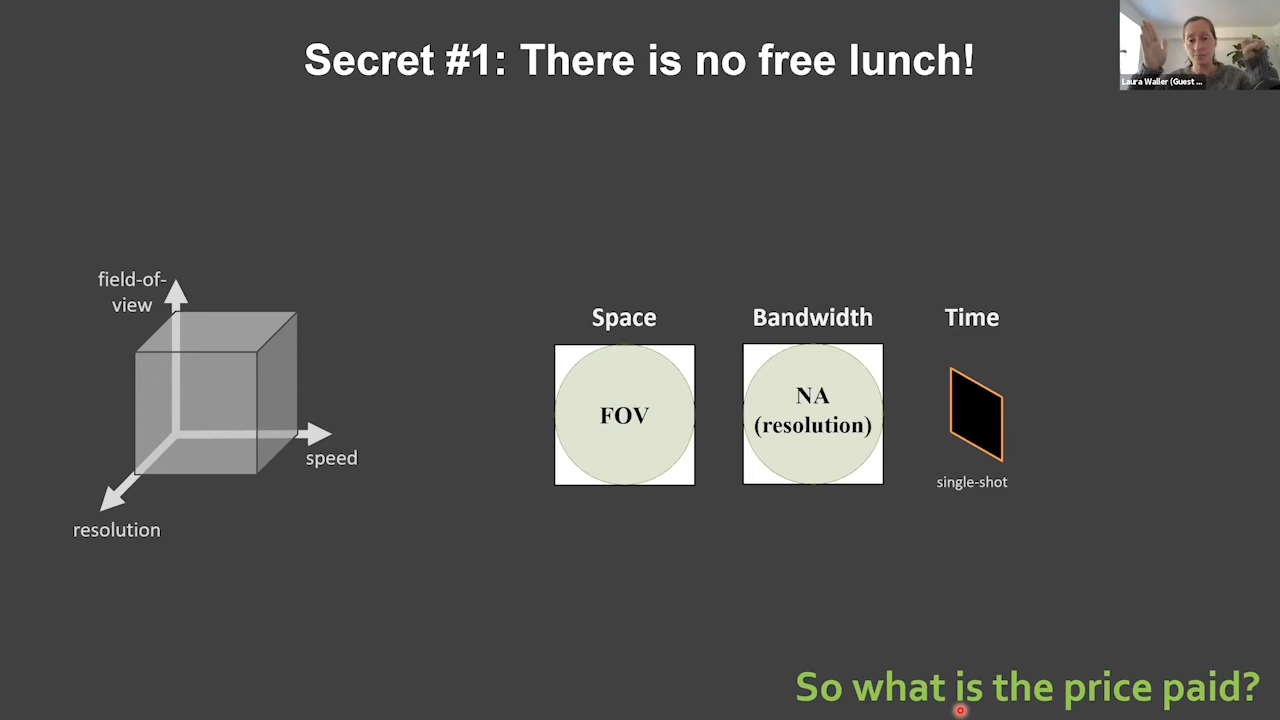 Secret #1: There is no free lunch!
Laura Waller (Guest ...
field-of-
view
speed
resolution
Space
Bandwidth
Time
FOV
NA
(resolution)
single-shot
So what is the price paid?